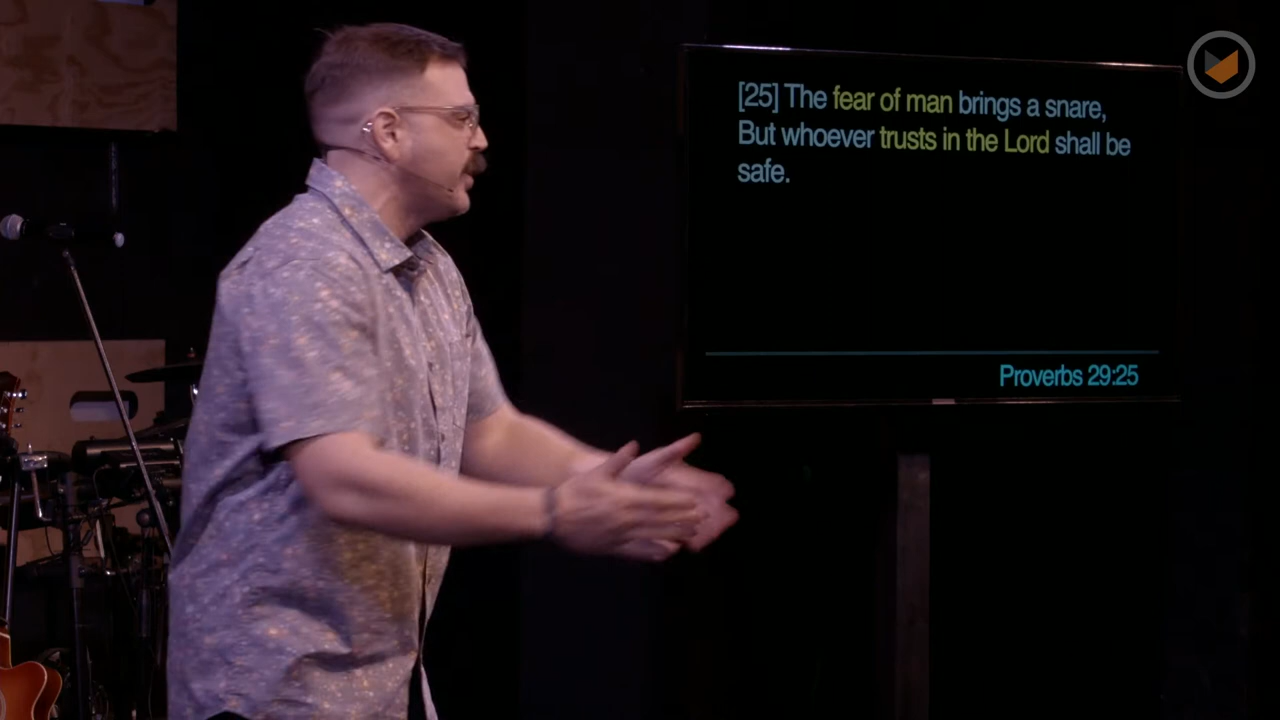 [25] The fear of man brings a snare,
But whoever trusts in the Lord shall be
safe.
Proverbs 29:25